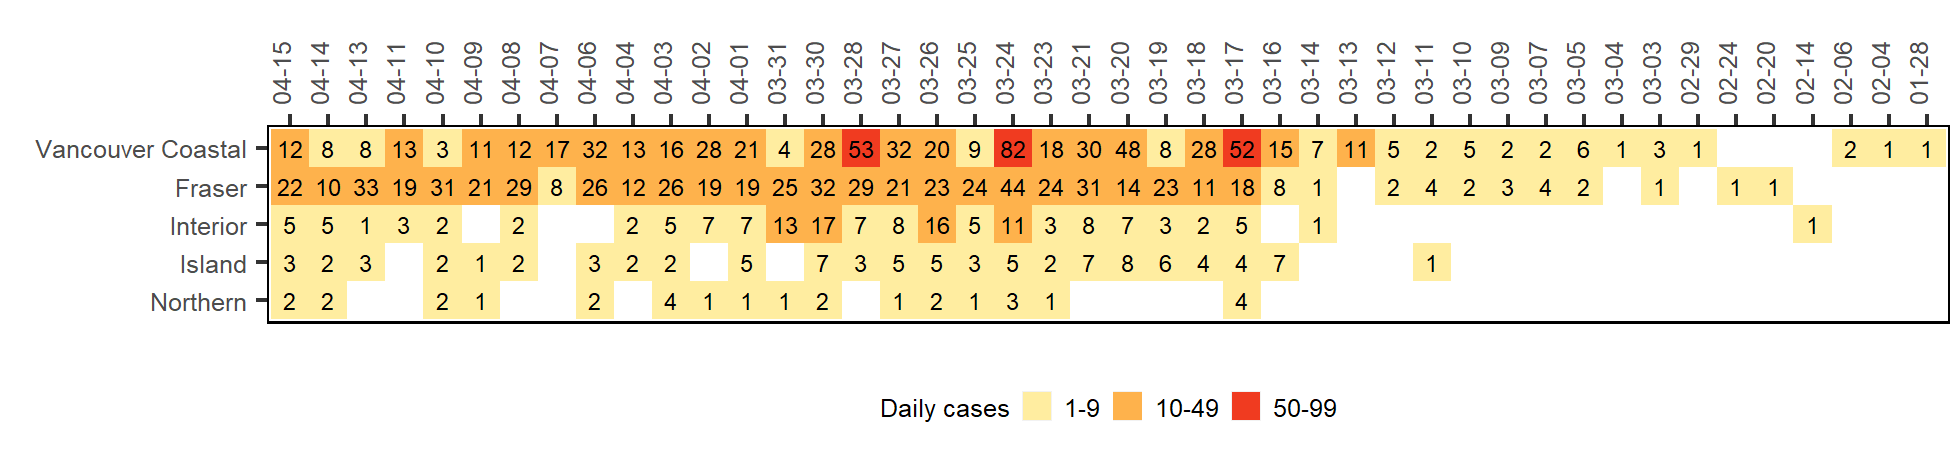 04-15 04-14 04-13 04-11 04-10 04-09 04-08 04-07 04-06 04-04 04-03 04-02 04-01 03-31 03-30 03-28 03-27 03-26 03-25 03-24 03-23 03-21 03-20 03-19 03-18 03-17 03-16 03-14 03-13 03-12 03-11 03-10 03-09 03-07 03-05 03-04 03-03 02-29 02-24 02-20 02-14 02-06 02-04 01-28
Vancouver Coastal 12 8 8 13 3 11 12 17 32 13 16 28 21 4 28 53 32 20 9 82 18 30 48 8 28 52 15 7 11 5 2 5 2 2 6 1 3 1 2 1 1
Fraser 22 10 33 19 31 21 29 8 26 12 26 19 19 25 32 29 21 23 24 44 24 31 14 23 11 18 8 1 2 4 2 3 4 2 1 1 1
Interior 5 5 1 3 2 2 2 5 7 7 13 17 7 8 16 5 11 3 8 7 3 2 5 1 1
Island 3 2 3 2 1 2 3 2 2 5 7 3 5 5 3 5 2 7 8 6 4 4 7 1
Northern 2 2 2 1 2 4 1 1 1 2 1 2 1 3 1 4
Daily cases 1-9 10-49 50-99